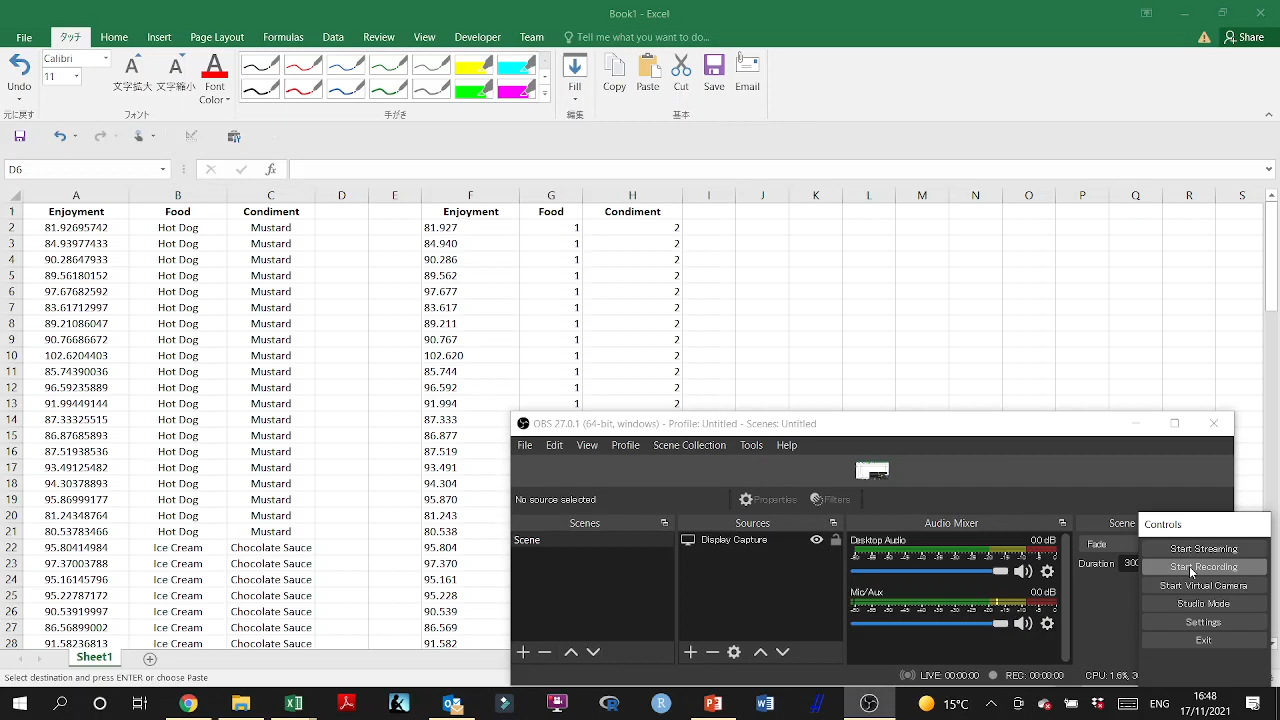 Book1 - Excel
File タッチ Home Insert Page Layout Formulas Data Review View Developer Team Tell me what you want to do... Share
Calibri
11
Undo 文字拡大 文字縮小 Font Color Fill Copy Paste Cut Save Email
元に戻す フォント 手がき 編集 基本
D6
A B C D E F G H I J K L M N O P Q R S
1 Enjoyment Food Condiment Enjoyment Food Condiment
2 81.92695742 Hot Dog Mustard 81.927 1 2
3 84.93977433 Hot Dog Mustard 84.940 1 2
4 90.28647933 Hot Dog Mustard 90.286 1 2
5 89.56180152 Hot Dog Mustard 89.562 1 2
6 97.67682592 Hot Dog Mustard 97.677 1 2
7 83.61712997 Hot Dog Mustard 83.617 1 2
8 89.21086047 Hot Dog Mustard 89.211 1 2
9 90.76686672 Hot Dog Mustard 90.767 1 2
10 102.6204403 Hot Dog Mustard 102.620 1 2
11 85.74390036 Hot Dog Mustard 85.744 1 2
12 96.59235889 Hot Dog Mustard 96.592 1 2
13 91.99449144 Hot Dog Mustard 91.994 1 2
14 87.33325515 Hot Dog Mustard 87.333
15 86.87685893 Hot Dog Mustard 86.877
16 87.51938536 Hot Dog Mustard 87.519
17 93.49125482 Hot Dog Mustard 93.491
18 94.30378893 Hot Dog Mustard 94.304
19 95.86999177 Hot Dog Mustard 95.870
20 81.24348764 Hot Dog Mustard 81.243
21 80.53783466 Hot Dog Mustard 80.538
22 95.80414984 Ice Cream Chocolate Sauce 95.804
23 97.37003788 Ice Cream Chocolate Sauce 97.370
24 95.16145796 Ice Cream Chocolate Sauce 95.161
25 95.22787172 Ice Cream Chocolate Sauce 95.228
26 90.53919997 Ice Cream Chocolate Sauce 90.539
27 86.56899002 Ice Cream Chocolate Sauce 86.569
28 91.58236813 Ice Cream Chocolate Sauce 91.582
Sheet1
Select destination and press ENTER or choose Paste
OBS 27.0.1 (64-bit, windows) - Profile: Untitled - Scenes: Untitled
File Edit View Profile Scene Collection Tools Help
No source selected Properties Filters
Scenes Sources Audio Mixer Scene
Scene
Display Capture
Desktop Audio 0.0 dB
Mic/Aux 0.0 dB
Fade
Duration 300
LIVE: 00:00:00 REC: 00:00:00 CPU: 1.6%, 30
Controls
Start Streaming
Start Recording
Start Virtual Camera
Studio Mode
Settings
Exit
15°C
16:48
17/11/2021